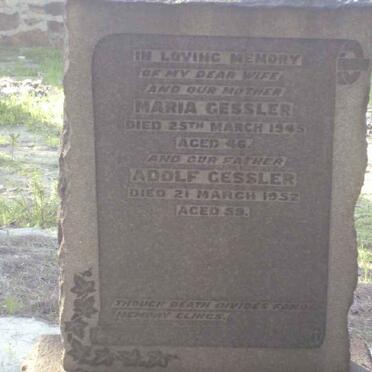 IN LOVING MEMORY
OF MY DEAR WIFE
AND OUR MOTHER
MARIA GESSLER
DIED 25TH MARCH 1945
AGED 46.
AND OUR FATHER
ADOLF GESSLER
DIED 21 MARCH 1952
AGED 59.
THOUGH DEATH DIVIDES FOND
MEMORY CLINGS.